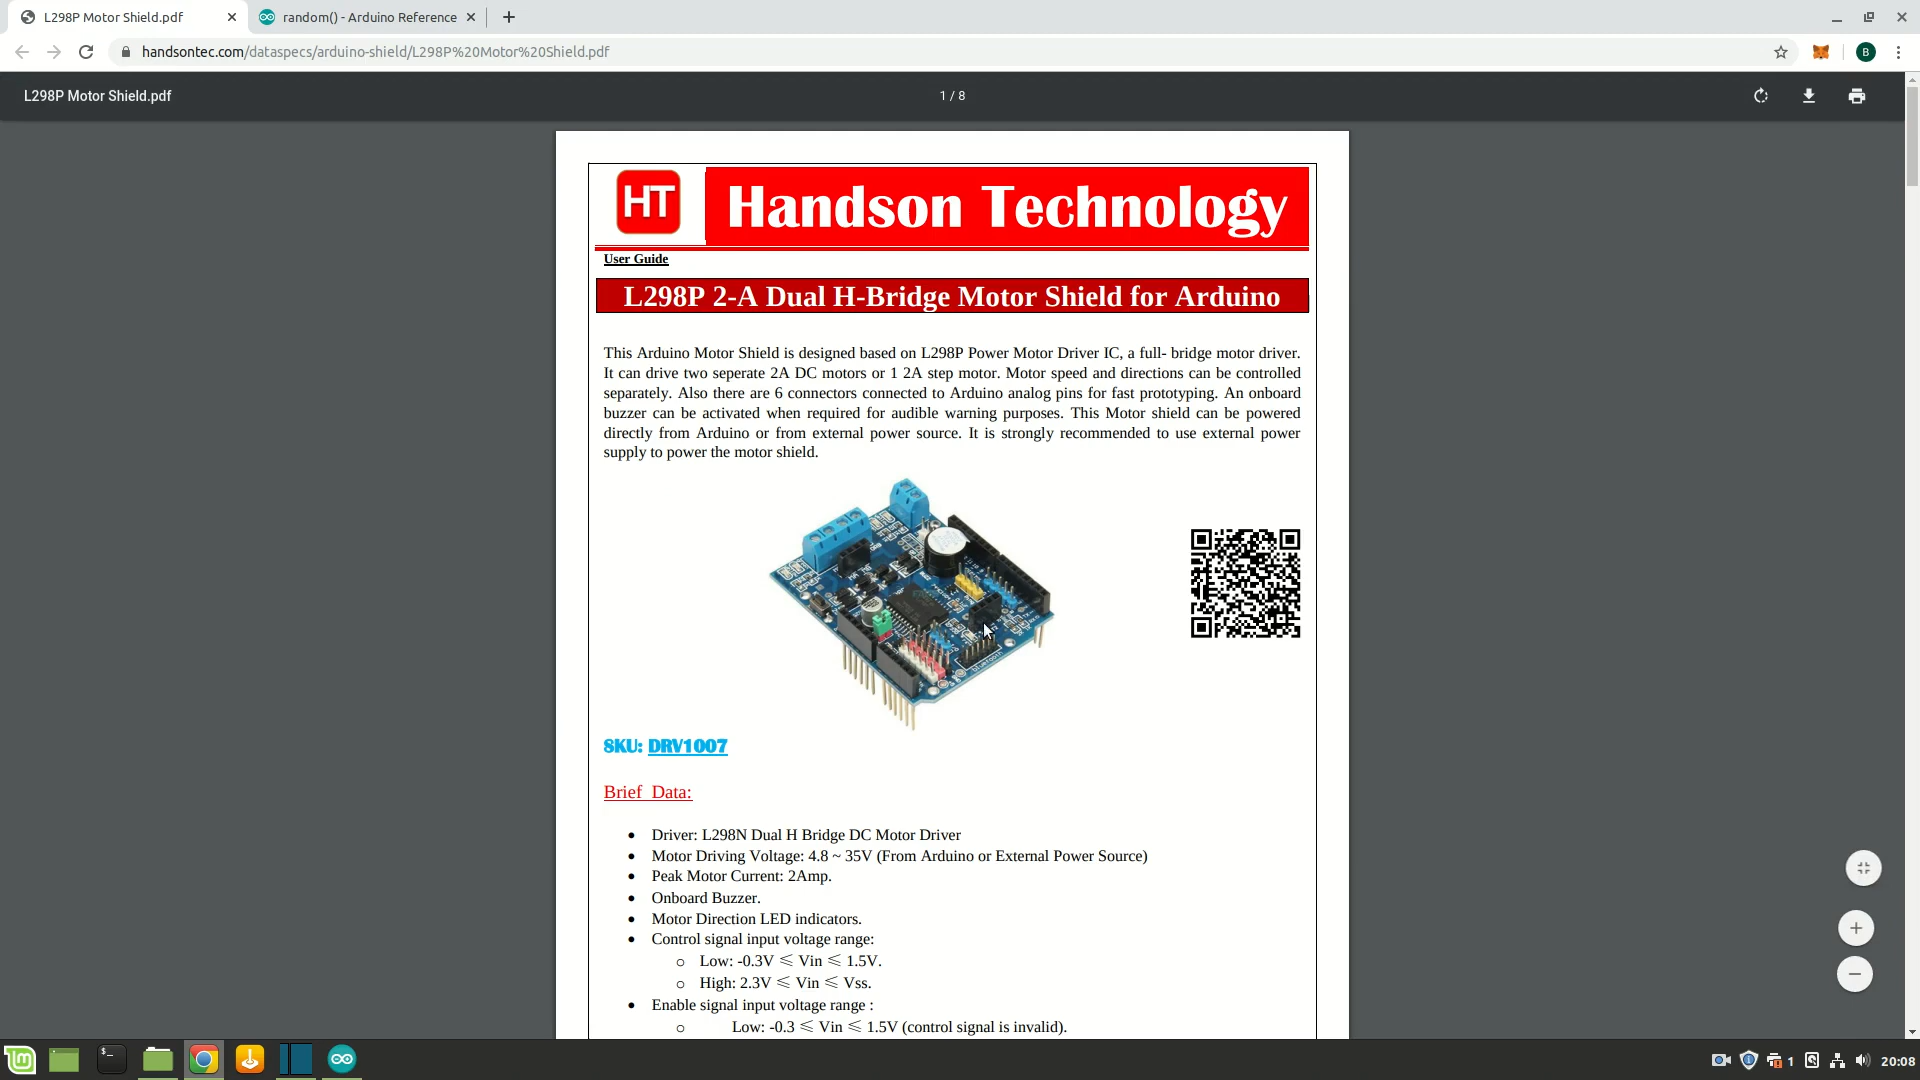 L298P Motor Shield.pdf
random() - Arduino Reference
handsontec.com/dataspecs/arduino-shield/L298P%20Motor%20Shield.pdf
B
L298P Motor Shield.pdf
1 / 8
HT
Handson Technology
User Guide
L298P 2-A Dual H-Bridge Motor Shield for Arduino
This Arduino Motor Shield is designed based on L298P Power Motor Driver IC, a full- bridge motor driver.
It can drive two seperate 2A DC motors or 1 2A step motor. Motor speed and directions can be controlled
separately. Also there are 6 connectors connected to Arduino analog pins for fast prototyping. An onboard
buzzer can be activated when required for audible warning purposes. This Motor shield can be powered
directly from Arduino or from external power source. It is strongly recommended to use external power
supply to power the motor shield.
SKU: DRV1007
Brief Data:
• Driver: L298N Dual H Bridge DC Motor Driver
• Motor Driving Voltage: 4.8 ~ 35V (From Arduino or External Power Source)
• Peak Motor Current: 2Amp.
• Onboard Buzzer.
• Motor Direction LED indicators.
• Control signal input voltage range:
o Low: -0.3V ≤ Vin ≤ 1.5V.
o High: 2.3V ≤ Vin ≤ Vss.
• Enable signal input voltage range :
o Low: -0.3 ≤ Vin ≤ 1.5V (control signal is invalid).
1
20:08